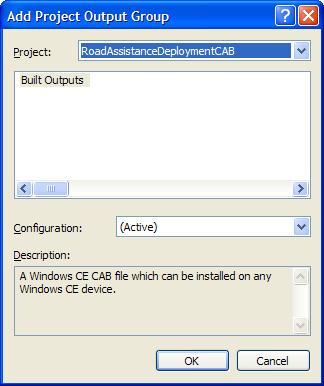 Add Project Output Group
Project: RoadAssistanceDeploymentCAB
Built Outputs
Configuration: (Active)
Description:
A Windows CE CAB file which can be installed on any
Windows CE device.
OK Cancel